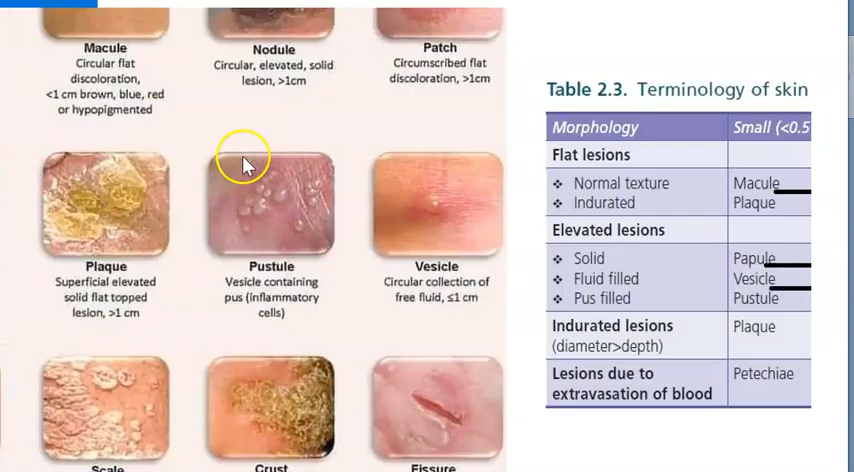 Macule
Circular flat
discoloration,
<1 cm brown, blue, red
or hypopigmented
Nodule
Circular, elevated, solid
lesion, >1cm
Patch
Circumscribed flat
discoloration, >1cm
Plaque
Superficial elevated
solid flat topped
lesion, >1 cm
Pustule
Vesicle containing
pus (inflammatory
cells)
Vesicle
Circular collection of
free fluid, ≤1 cm
Scale
Crust
Fissure
Table 2.3. Terminology of skin
Morphology Small (<0.5
Flat lesions
❖ Normal texture Macule
❖ Indurated Plaque
Elevated lesions
❖ Solid Papule
❖ Fluid filled Vesicle
❖ Pus filled Pustule
Indurated lesions Plaque
(diameter>depth)
Lesions due to Petechiae
extravasation of blood